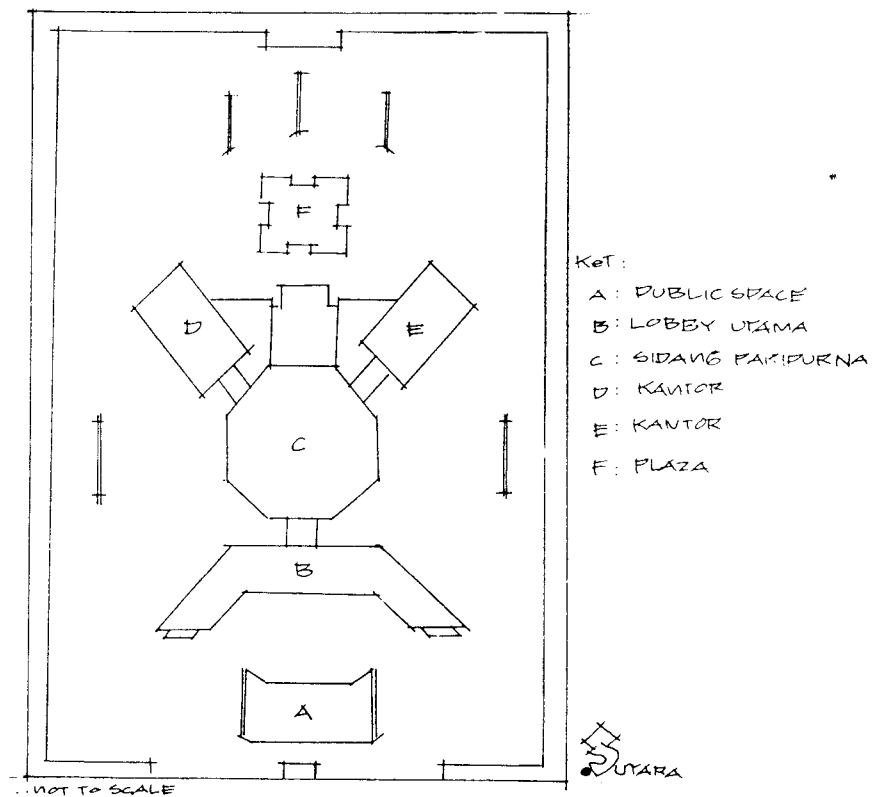 F
D
E
C
B
A
KET :
A : PUBLIC SPACE
B : LOBBY UTAMA
C : SIDANG PARIPURNA
D : KANTOR
E : KANTOR
F : PLAZA
UTARA
NOT TO SCALE